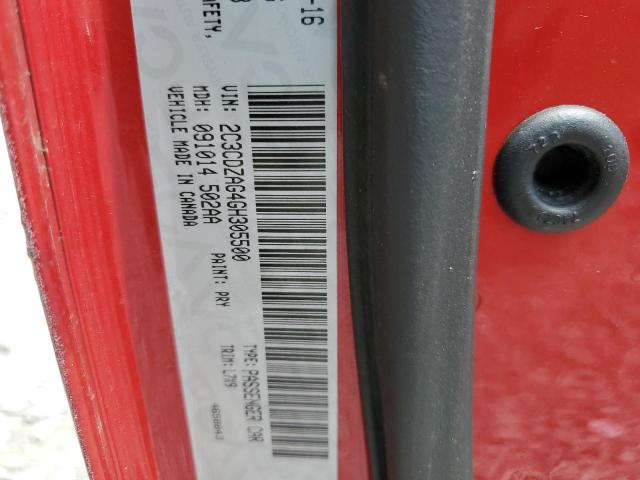 -16
AFETY,
VIN: 2C3CDZAG4GH305500
MDH: 091014 502AA
VEHICLE MADE IN CANADA
PAINT: PRY
TYPE: PASSENGER CAR
TRIM: L7X9